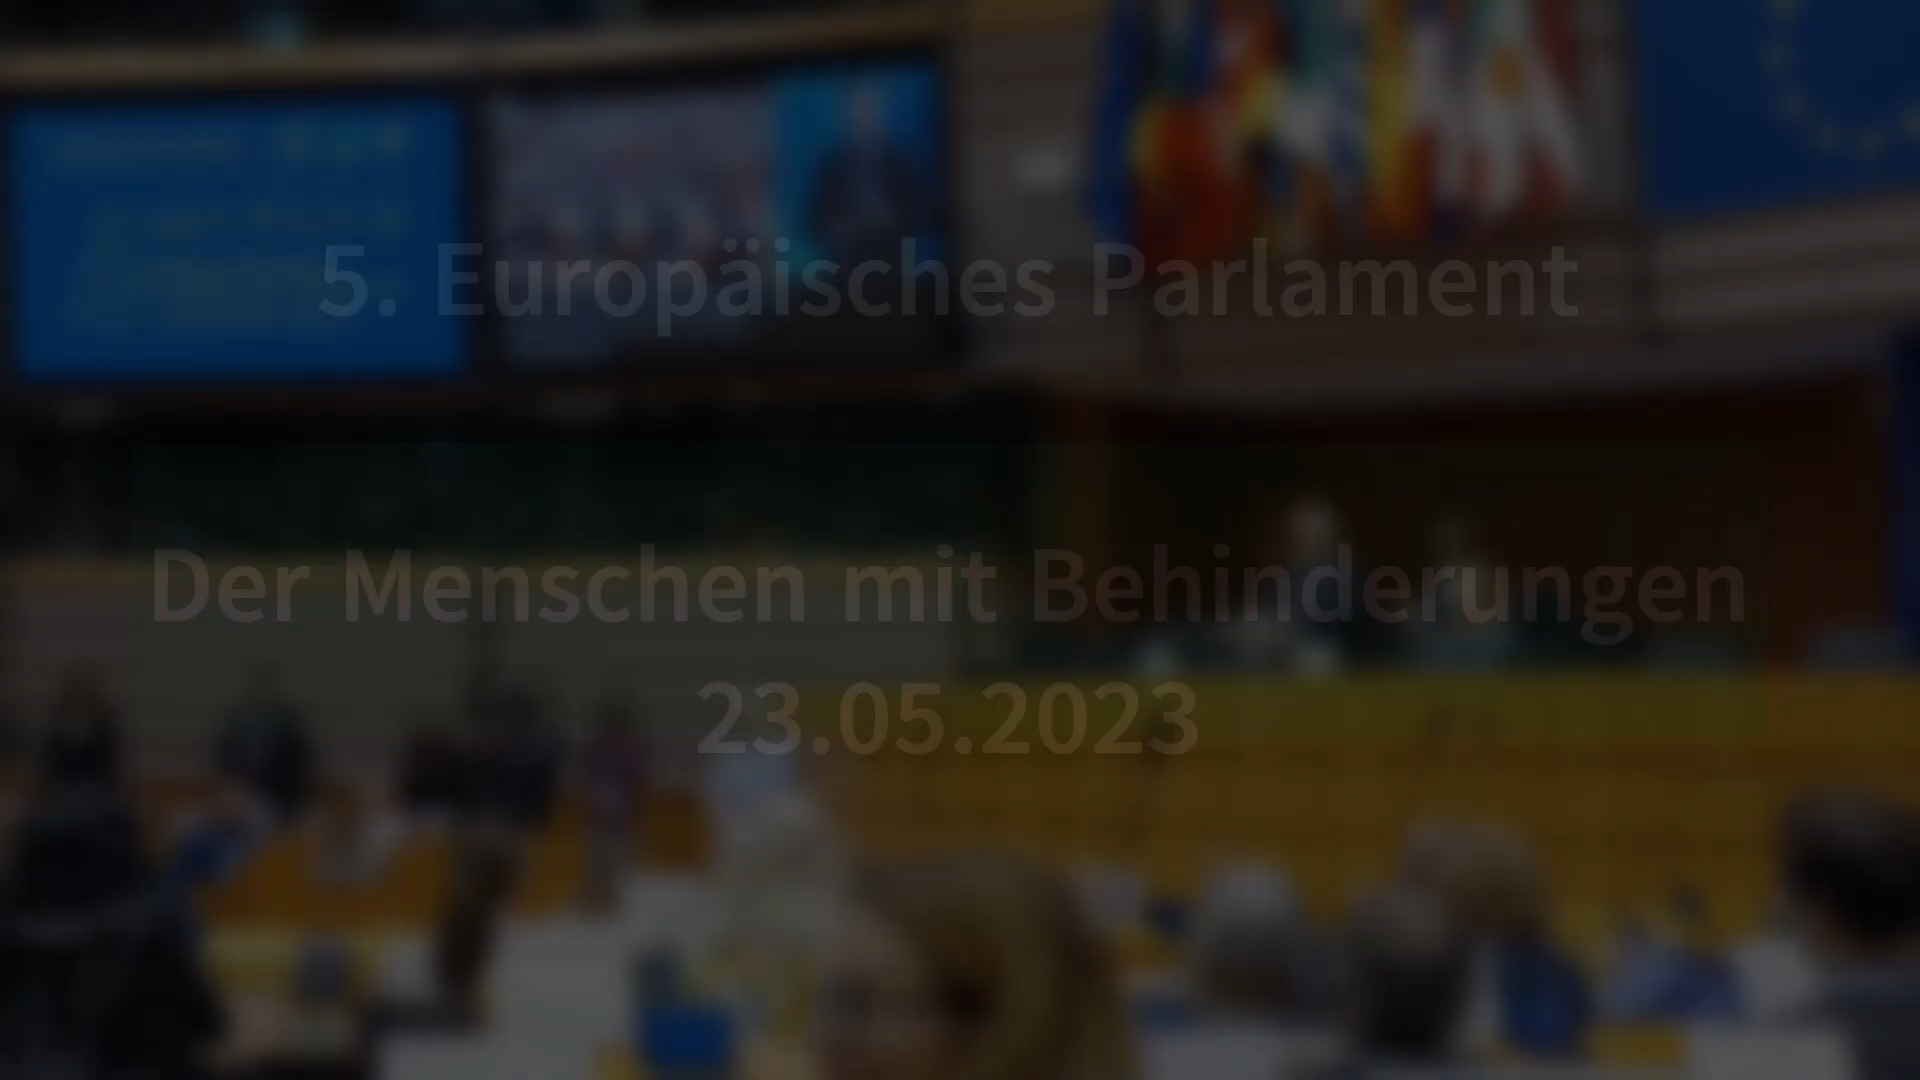 5. Europäisches Parlament
Der Menschen mit Behinderungen
23.05.2023